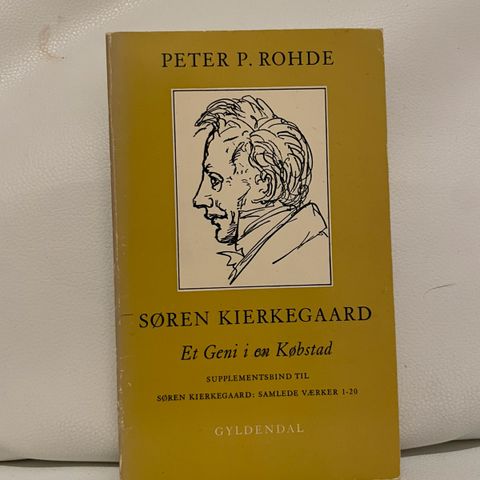 PETER P. ROHDE
SØREN KIERKEGAARD
Et Geni i en Købstad
SUPPLEMENTSBIND TIL
SØREN KIERKEGAARD: SAMLEDE VÆRKER 1-20
GYLDENDAL